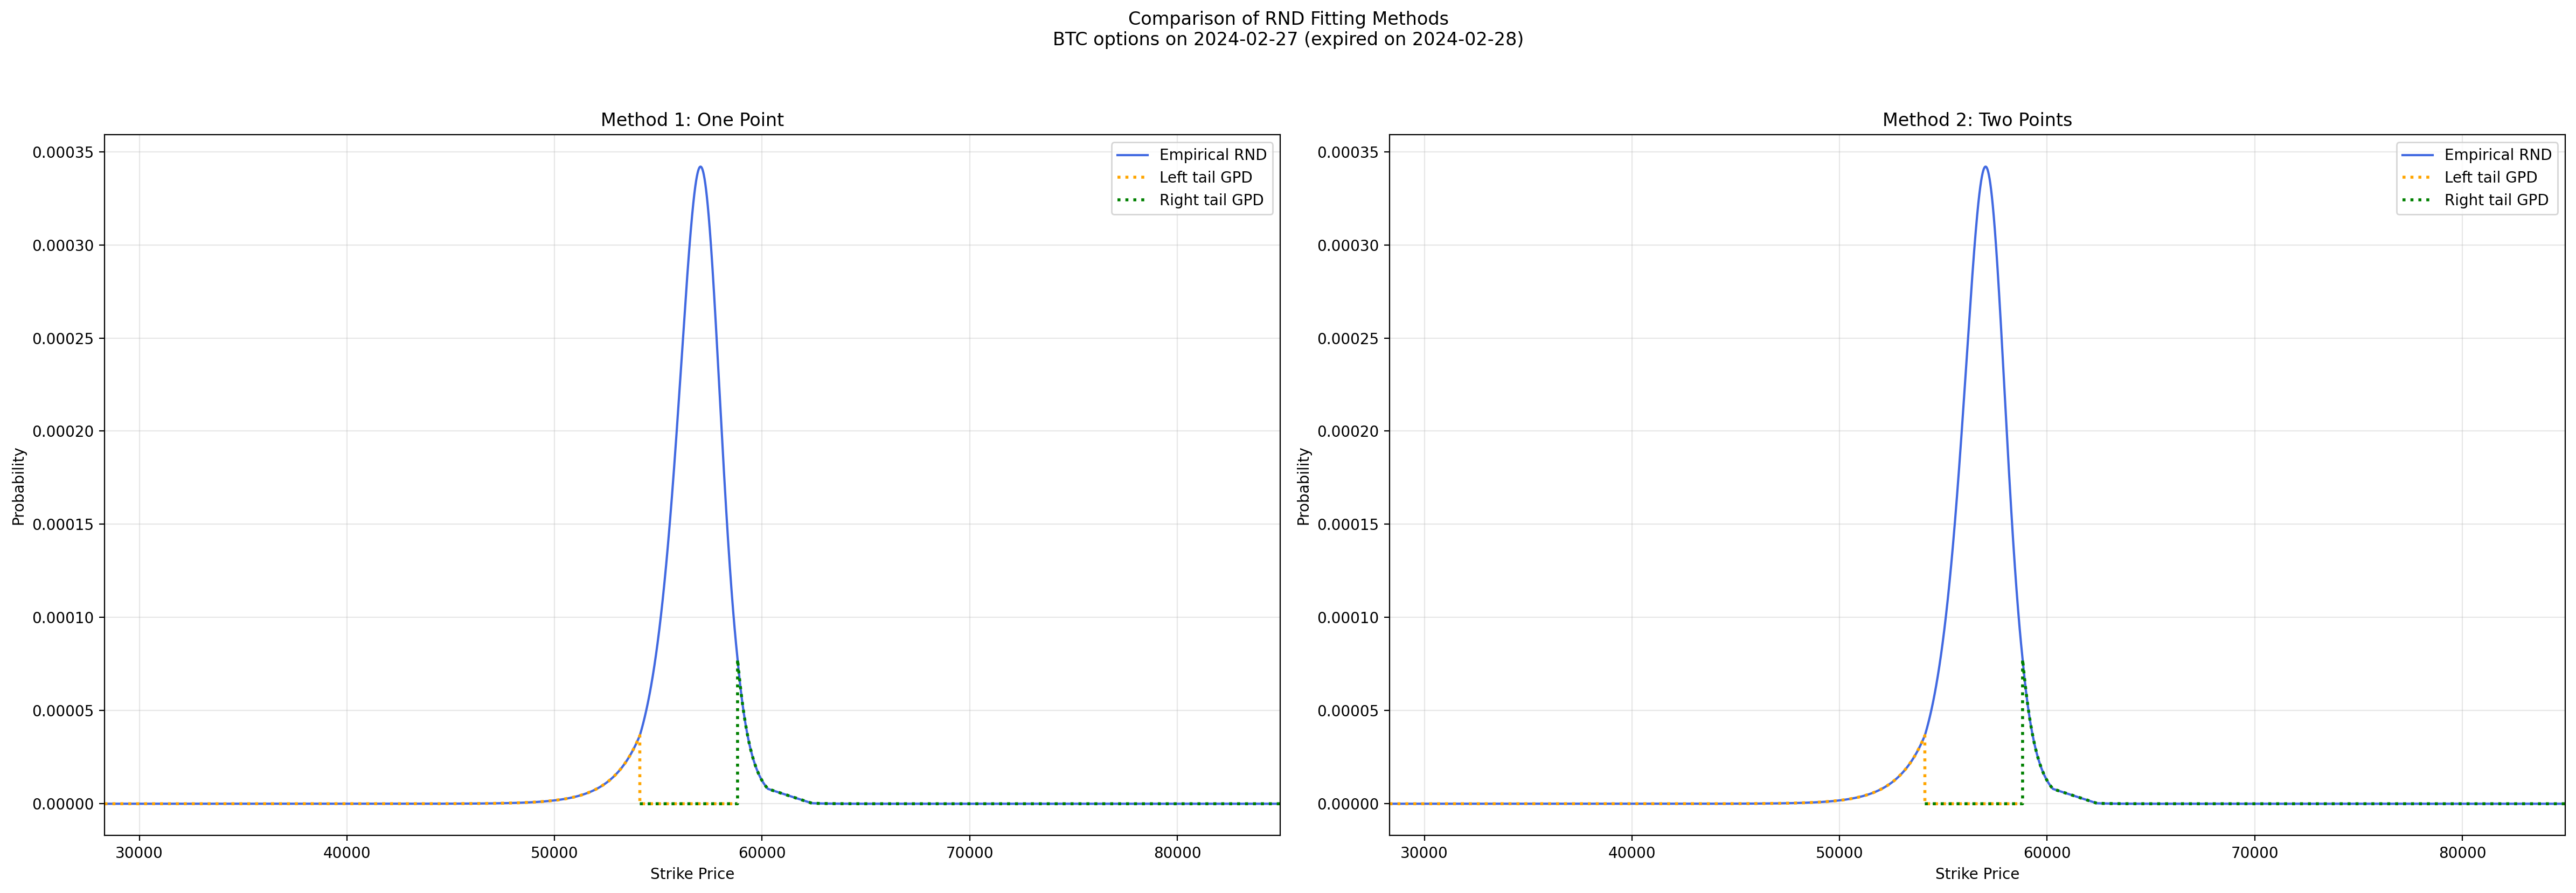 Comparison of RND Fitting Methods
BTC options on 2024-02-27 (expired on 2024-02-28)
Method 1: One Point
Probability
0.00035
0.00030
0.00025
0.00020
0.00015
0.00010
0.00005
0.00000
30000 40000 50000 60000 70000 80000
Strike Price
Empirical RND
Left tail GPD
Right tail GPD
Method 2: Two Points
Probability
0.00035
0.00030
0.00025
0.00020
0.00015
0.00010
0.00005
0.00000
30000 40000 50000 60000 70000 80000
Strike Price
Empirical RND
Left tail GPD
Right tail GPD